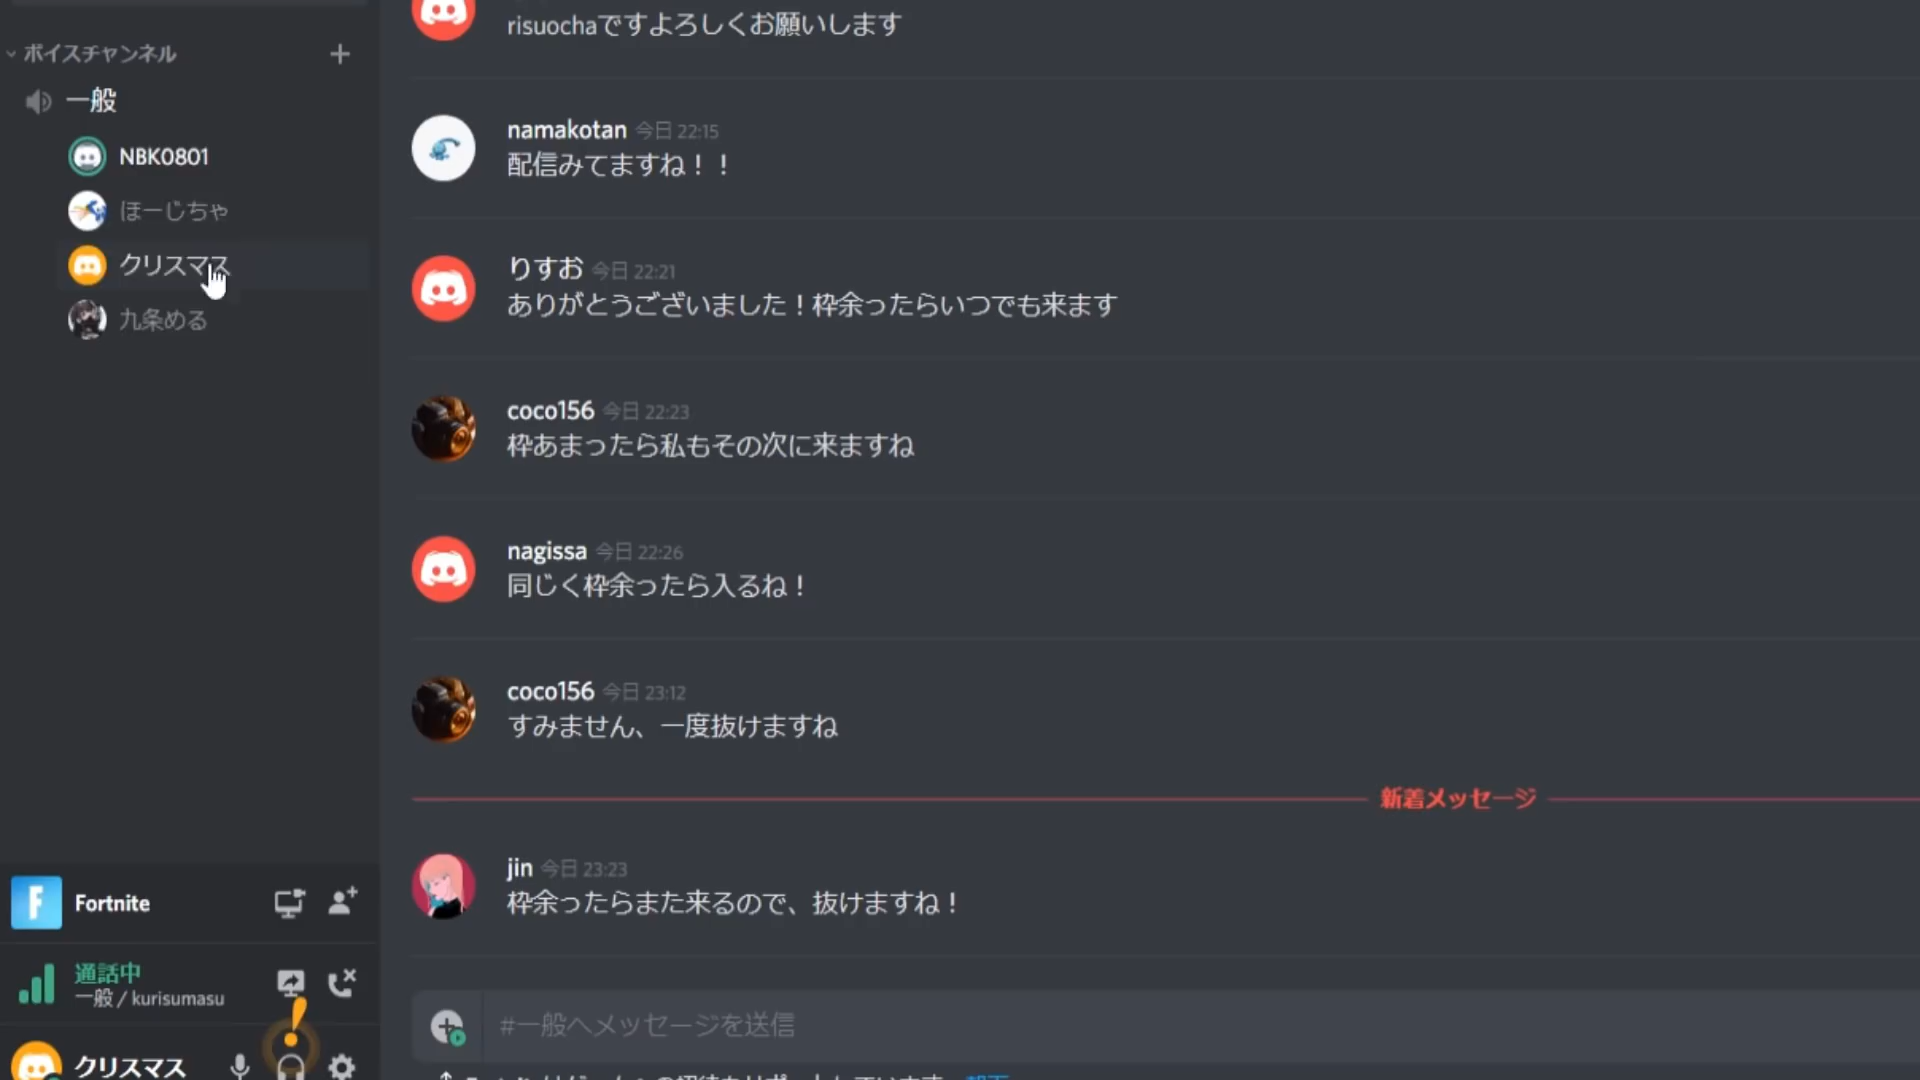 risuochaですよろしくお願いします
ボイスチャンネル
一般
NBK0801
ほーじちゃ
クリスマス
九条める
namakotan 今日 22:15
配信みてますね！！
りすお 今日 22:21
ありがとうございました！枠余ったらいつでも来ます
coco156 今日 22:23
枠あまったら私もその次に来ますね
nagissa 今日 22:26
同じく枠余ったら入るね！
coco156 今日 23:12
すみません、一度抜けますね
新着メッセージ
jin 今日 23:23
枠余ったらまた来るので、抜けますね！
F Fortnite
通話中
一般 / kurisumasu
#一般へメッセージを送信
クリスマス